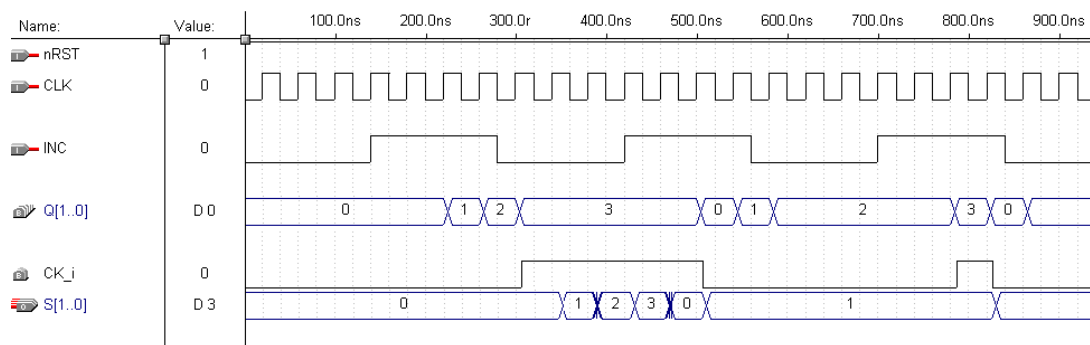 Name: Value: 100.0ns 200.0ns 300.0r 400.0ns 500.0ns 600.0ns 700.0ns 800.0ns 900.0ns
nRST 1
CLK 0
INC 0
Q[1..0] D 0 0 1 2 3 0 1 2 3 0
CK_i 0
S[1..0] D 3 0 1 2 3 0 1